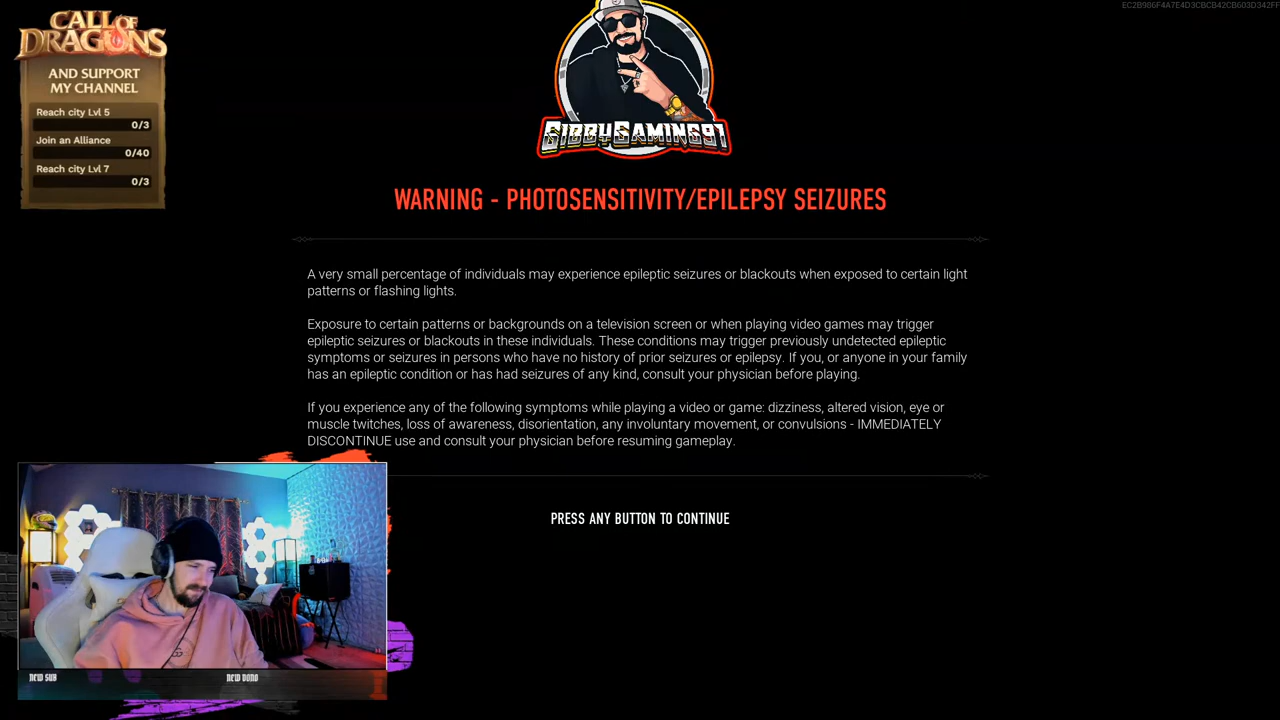 EC2B986F4A7E4D3CBCB42CB603D342FF
CALL OF
DRAGONS
AND SUPPORT
MY CHANNEL
Reach city Lvl 5
0/3
Join an Alliance
0/40
Reach city Lvl 7
0/3
GIBBYGAMING91
WARNING - PHOTOSENSITIVITY/EPILEPSY SEIZURES
A very small percentage of individuals may experience epileptic seizures or blackouts when exposed to certain light
patterns or flashing lights.
Exposure to certain patterns or backgrounds on a television screen or when playing video games may trigger
epileptic seizures or blackouts in these individuals. These conditions may trigger previously undetected epileptic
symptoms or seizures in persons who have no history of prior seizures or epilepsy. If you, or anyone in your family
has an epileptic condition or has had seizures of any kind, consult your physician before playing.
If you experience any of the following symptoms while playing a video or game: dizziness, altered vision, eye or
muscle twitches, loss of awareness, disorientation, any involuntary movement, or convulsions - IMMEDIATELY
DISCONTINUE use and consult your physician before resuming gameplay.
PRESS ANY BUTTON TO CONTINUE
NEW SUB
NEW DONO